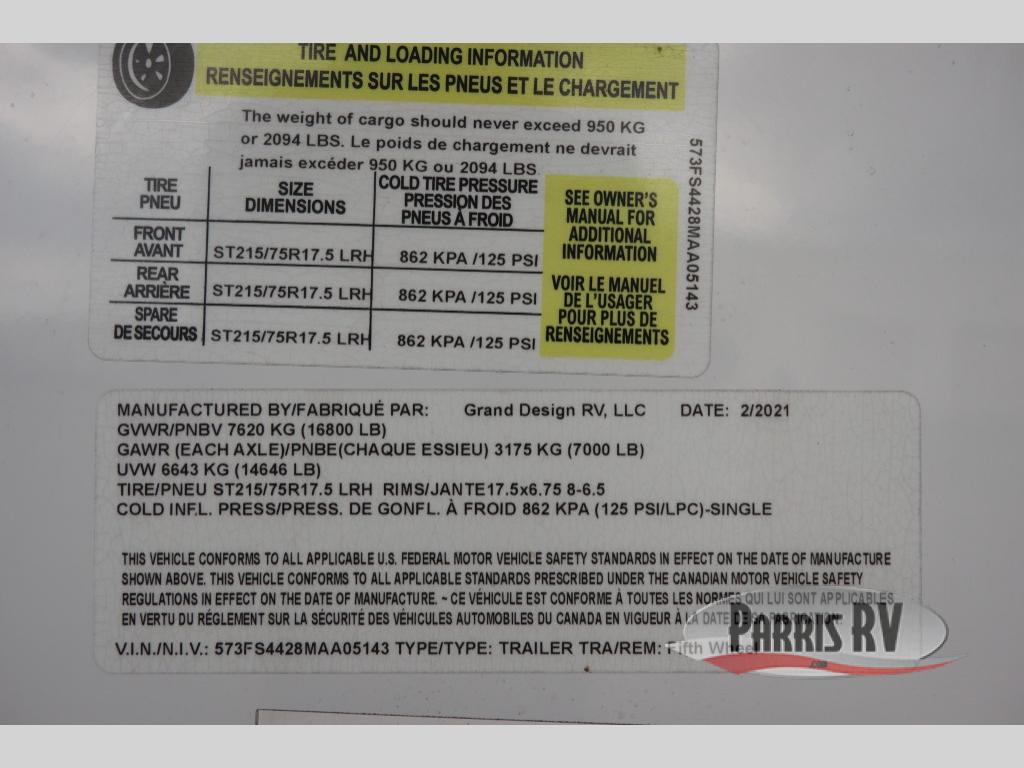 TIRE AND LOADING INFORMATION
RENSEIGNEMENTS SUR LES PNEUS ET LE CHARGEMENT
The weight of cargo should never exceed 950 KG
or 2094 LBS. Le poids de chargement ne devrait
jamais excéder 950 KG ou 2094 LBS.
TIRE
PNEU
SIZE
DIMENSIONS
COLD TIRE PRESSURE
PRESSION DES
PNEUS À FROID
FRONT
AVANT
ST215/75R17.5 LRH
862 KPA /125 PSI
REAR
ARRIÈRE
ST215/75R17.5 LRH
862 KPA /125 PSI
SPARE
DE SECOURS
ST215/75R17.5 LRH
862 KPA /125 PSI
SEE OWNER'S
MANUAL FOR
ADDITIONAL
INFORMATION
VOIR LE MANUEL
DE L'USAGER
POUR PLUS DE
RENSEIGNEMENTS
573FS4428MAA05143
MANUFACTURED BY/FABRIQUÉ PAR: Grand Design RV, LLC DATE: 2/2021
GVWR/PNBV 7620 KG (16800 LB)
GAWR (EACH AXLE)/PNBE(CHAQUE ESSIEU) 3175 KG (7000 LB)
UVW 6643 KG (14646 LB)
TIRE/PNEU ST215/75R17.5 LRH RIMS/JANTE17.5x6.75 8-6.5
COLD INF.L. PRESS/PRESS. DE GONFL. À FROID 862 KPA (125 PSI/LPC)-SINGLE
THIS VEHICLE CONFORMS TO ALL APPLICABLE U.S. FEDERAL MOTOR VEHICLE SAFETY STANDARDS IN EFFECT ON THE DATE OF MANUFACTURE
SHOWN ABOVE. THIS VEHICLE CONFORMS TO ALL APPLICABLE STANDARDS PRESCRIBED UNDER THE CANADIAN MOTOR VEHICLE SAFETY
REGULATIONS IN EFFECT ON THE DATE OF MANUFACTURE. ~ CE VÉHICULE EST CONFORME À TOUTES LES NORMES QUI LUI SONT APPLICABLES
EN VERTU DU RÉGLEMENT SUR LA SÉCURITÉ DES VÉHICULES AUTOMOBILES DU CANADA EN VIGUEUR À LA DATE DE SA FABRICATION.
V.I.N./N.I.V.: 573FS4428MAA05143 TYPE/TYPE: TRAILER TRA/REM: Fifth Wheel
PARRIS RV
.com